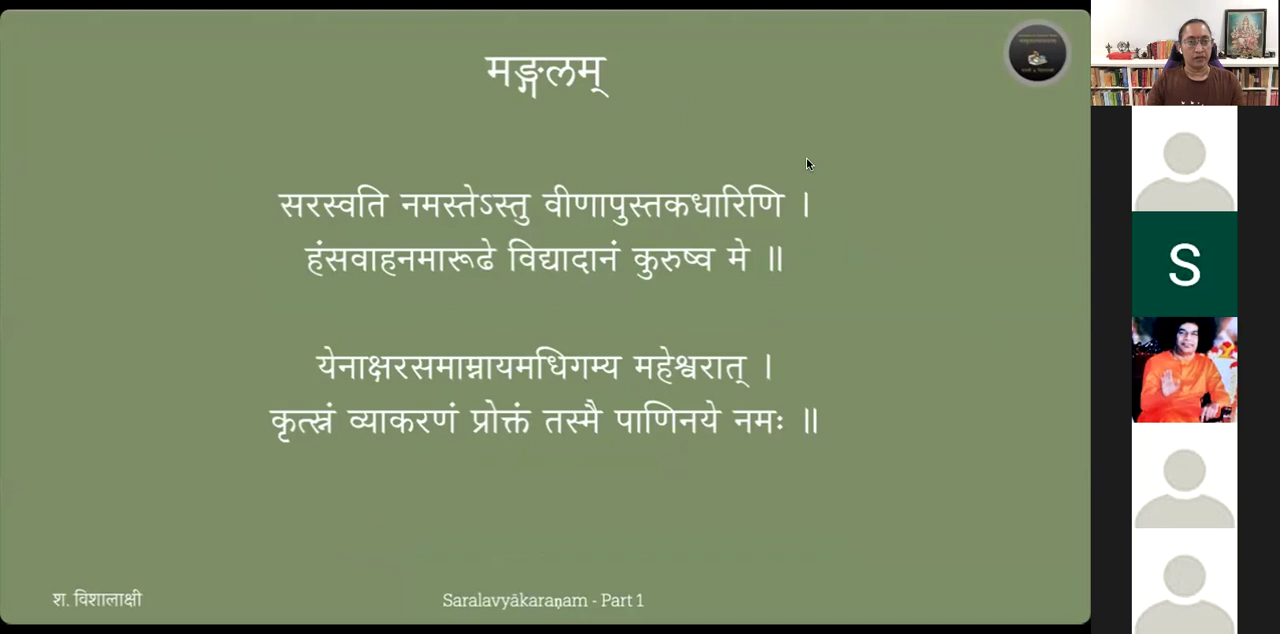 मङ्गलम्
सरस्वति नमस्तेऽस्तु वीणापुस्तकधारिणि ।
हंसवाहनमारूढे विद्यादानं कुरुष्व मे ॥
येनाक्षरसमाम्नायमधिगम्य महेश्वरात् ।
कृत्स्नं व्याकरणं प्रोक्तं तस्मै पाणिनये नमः ॥
श. विशालाक्षी
Saralavyākaraṇam - Part 1
S